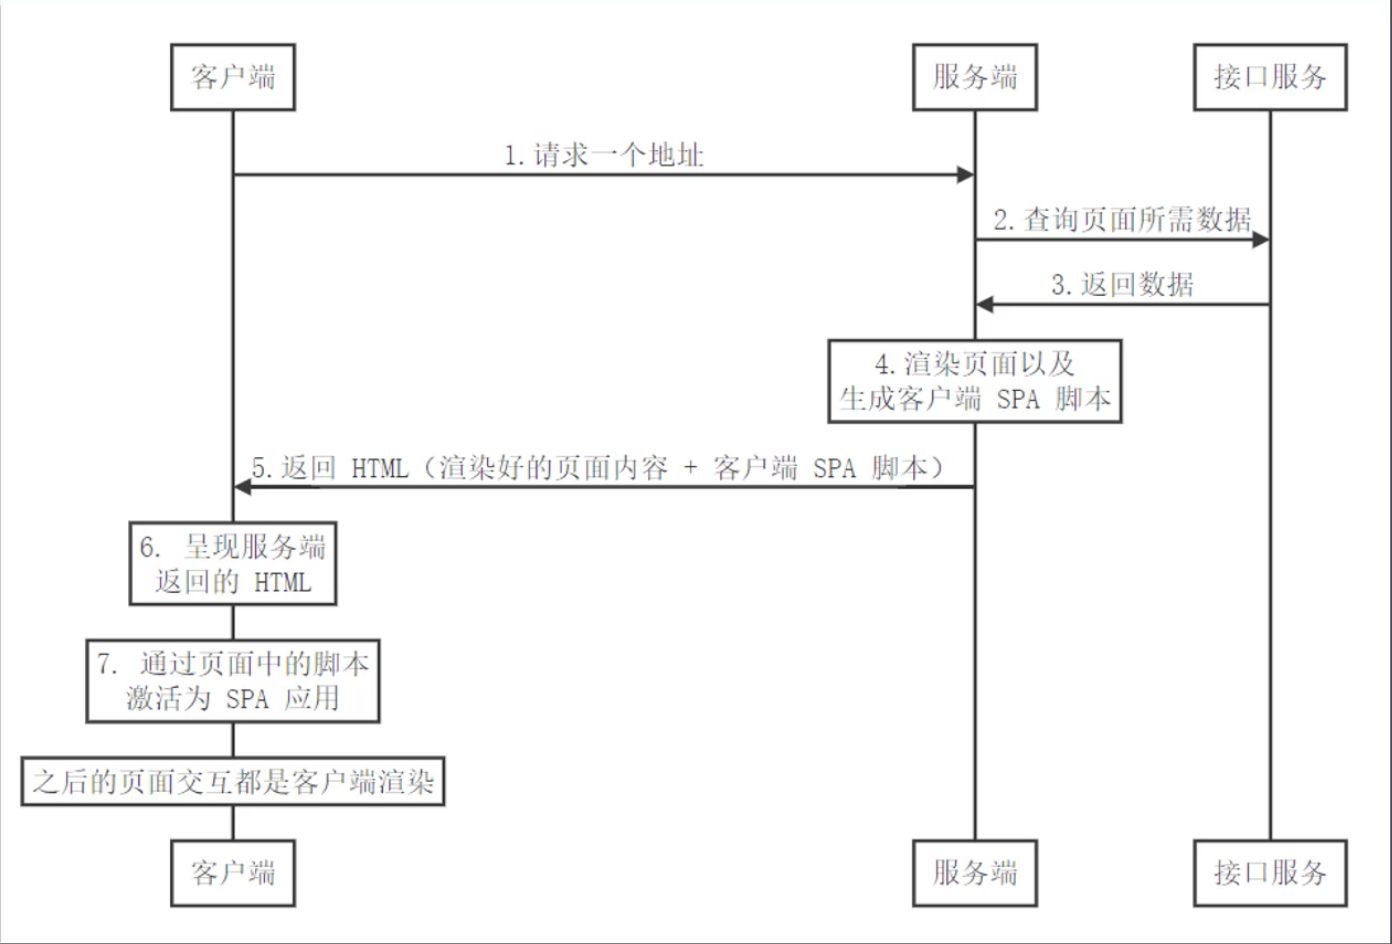 客户端
服务端
接口服务
1.请求一个地址
2.查询页面所需数据
3.返回数据
4.渲染页面以及
生成客户端 SPA 脚本
5.返回 HTML（渲染好的页面内容 + 客户端 SPA 脚本）
6. 呈现服务端
返回的 HTML
7. 通过页面中的脚本
激活为 SPA 应用
之后的页面交互都是客户端渲染
客户端
服务端
接口服务